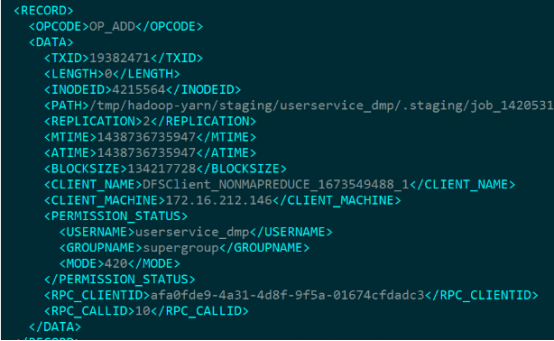 <RECORD>
<OPCODE>OP_ADD</OPCODE>
<DATA>
<TXID>19382471</TXID>
<LENGTH>0</LENGTH>
<INODEID>4215564</INODEID>
<PATH>/tmp/hadoop-yarn/staging/userservice_dmp/.staging/job_1420531
<REPLICATION>2</REPLICATION>
<MTIME>1438736735947</MTIME>
<ATIME>1438736735947</ATIME>
<BLOCKSIZE>134217728</BLOCKSIZE>
<CLIENT_NAME>DFSClient_NONMAPREDUCE_1673549488_1</CLIENT_NAME>
<CLIENT_MACHINE>172.16.212.146</CLIENT_MACHINE>
<PERMISSION_STATUS>
<USERNAME>userservice_dmp</USERNAME>
<GROUPNAME>supergroup</GROUPNAME>
<MODE>420</MODE>
</PERMISSION_STATUS>
<RPC_CLIENTID>afa0fde9-4a31-4d8f-9f5a-01674cfdadc3</RPC_CLIENTID>
<RPC_CALLID>10</RPC_CALLID>
</DATA>